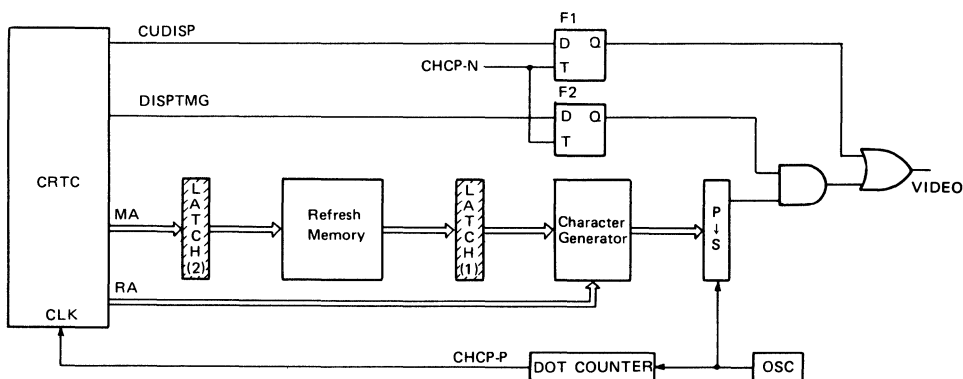 F1
CUDISP
D Q
CHCP-N
T
F2
DISPTMG
D Q
T
CRTC
MA
LATCH(2)
Refresh
Memory
LATCH(1)
Character
Generator
P↓S
VIDEO
RA
CLK
CHCP-P
DOT COUNTER
OSC